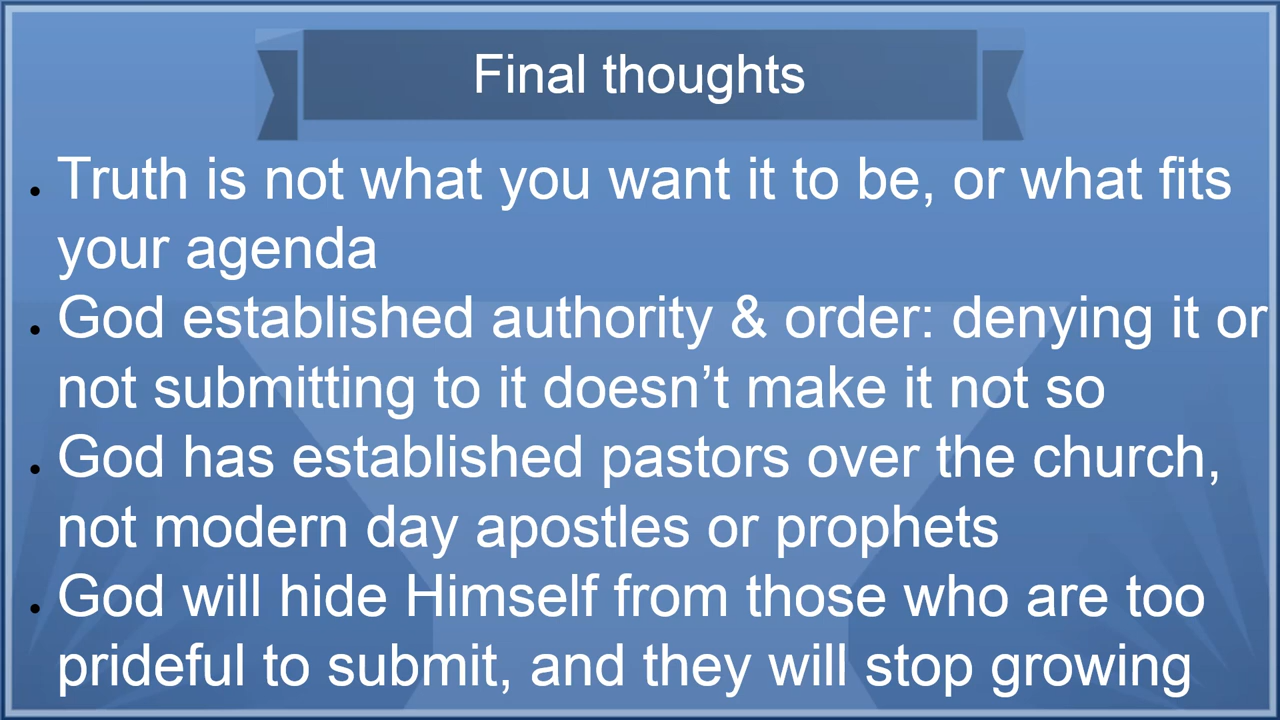 Final thoughts
• Truth is not what you want it to be, or what fits
your agenda
• God established authority & order: denying it or
not submitting to it doesn’t make it not so
• God has established pastors over the church,
not modern day apostles or prophets
• God will hide Himself from those who are too
prideful to submit, and they will stop growing